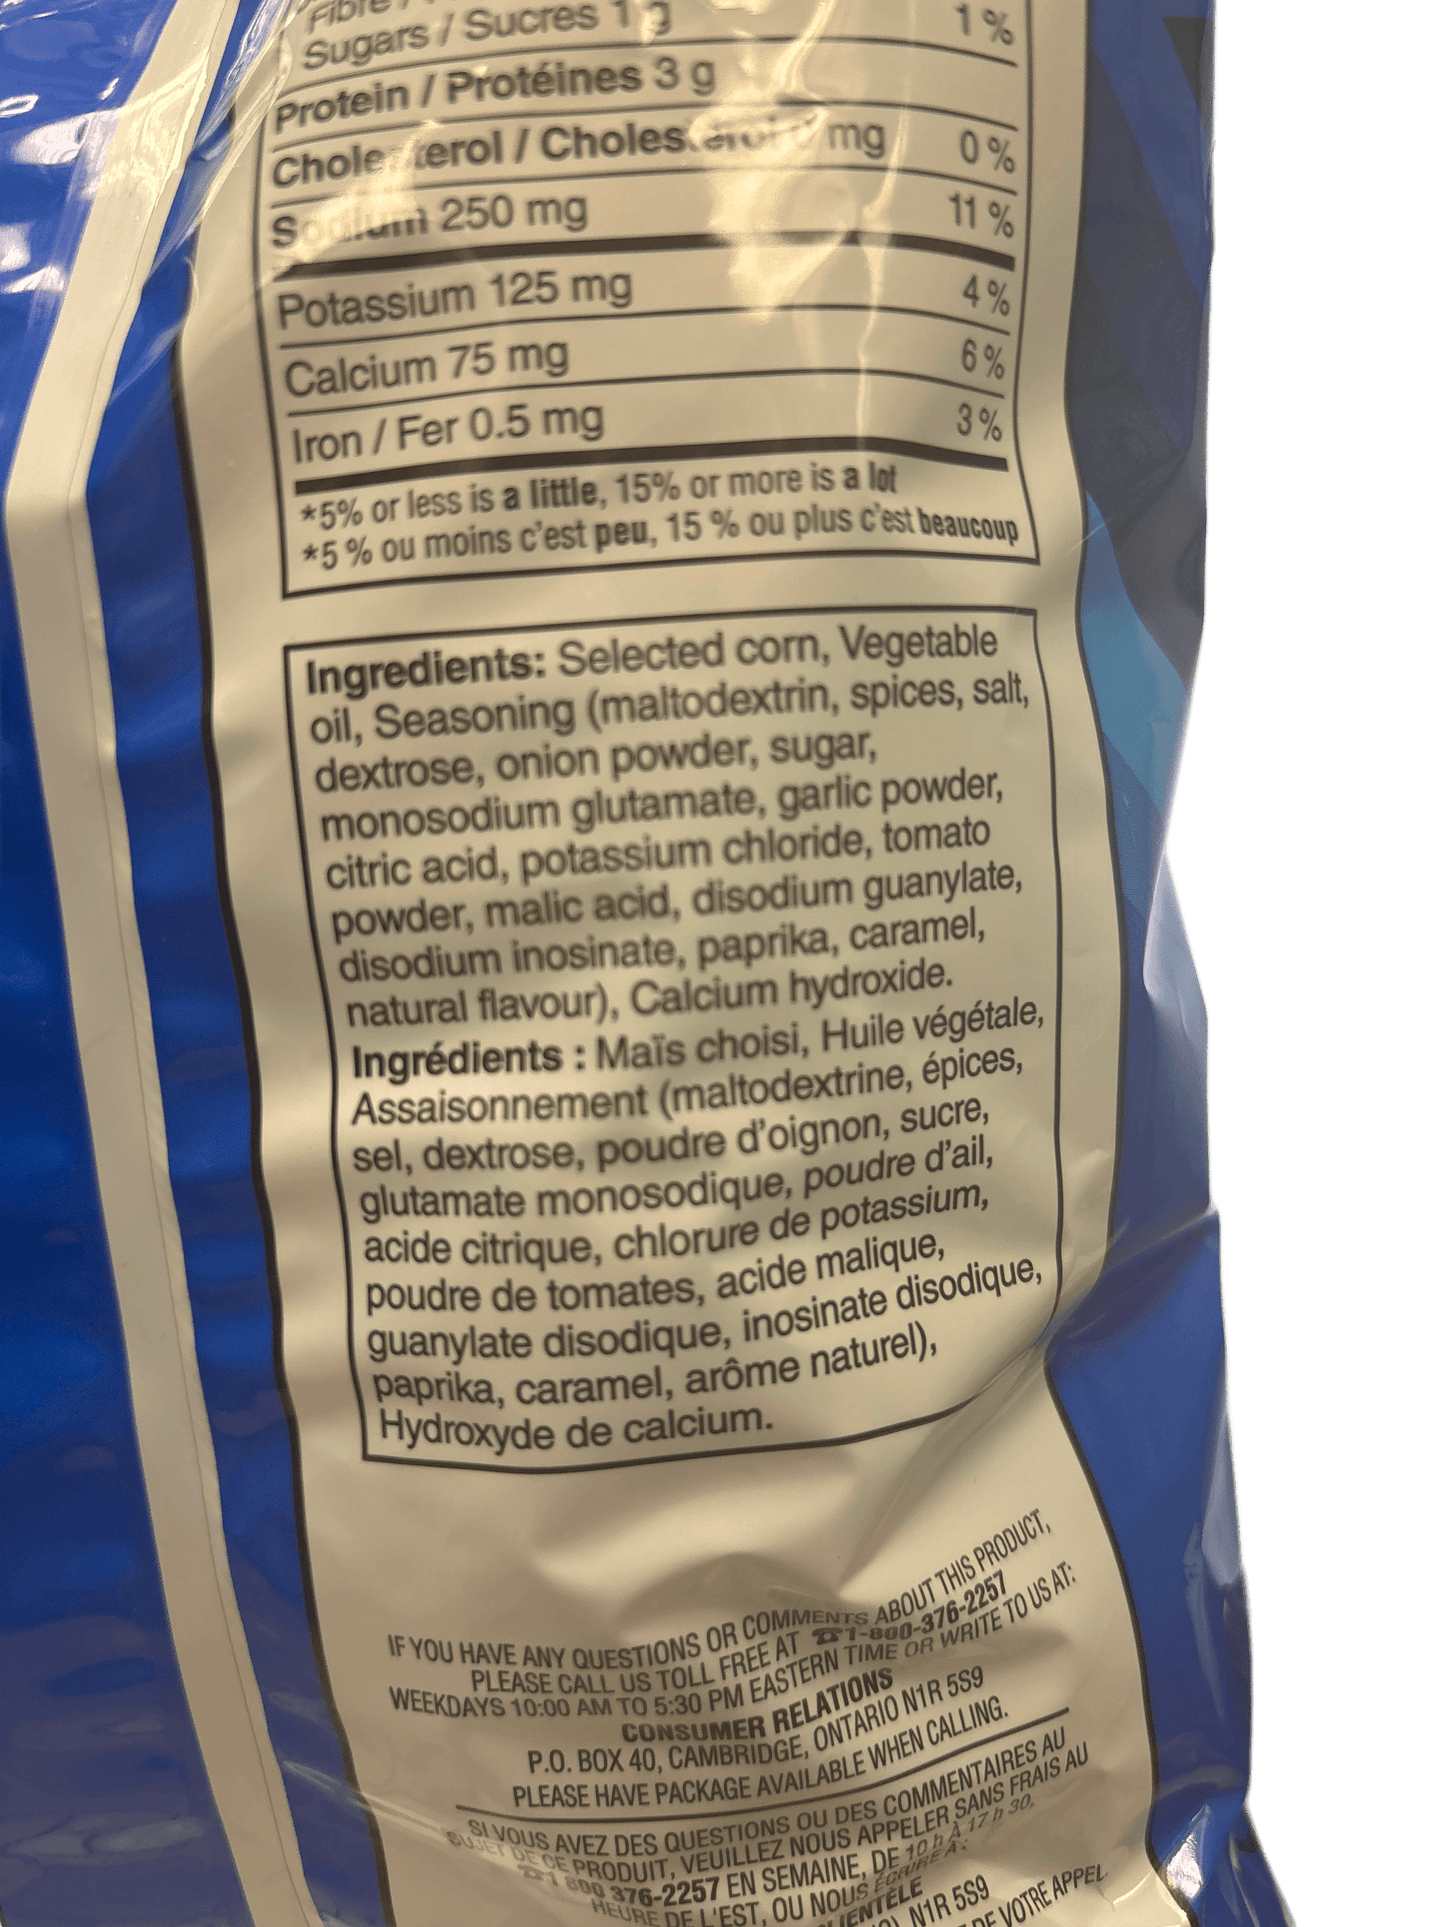 Fibre /
Sugars / Sucres 1 g 1 %
Protein / Protéines 3 g
Cholesterol / Cholestérol 0 mg 0 %
Sodium 250 mg 11 %
Potassium 125 mg 4 %
Calcium 75 mg 6 %
Iron / Fer 0.5 mg 3 %
*5% or less is a little, 15% or more is a lot
*5 % ou moins c'est peu, 15 % ou plus c'est beaucoup
Ingredients: Selected corn, Vegetable
oil, Seasoning (maltodextrin, spices, salt,
dextrose, onion powder, sugar,
monosodium glutamate, garlic powder,
citric acid, potassium chloride, tomato
powder, malic acid, disodium guanylate,
disodium inosinate, paprika, caramel,
natural flavour), Calcium hydroxide.
Ingrédients : Maïs choisi, Huile végétale,
Assaisonnement (maltodextrine, épices,
sel, dextrose, poudre d'oignon, sucre,
glutamate monosodique, poudre d'ail,
acide citrique, chlorure de potassium,
poudre de tomates, acide malique,
guanylate disodique, inosinate disodique,
paprika, caramel, arôme naturel),
Hydroxyde de calcium.
IF YOU HAVE ANY QUESTIONS OR COMMENTS ABOUT THIS PRODUCT,
PLEASE CALL US TOLL FREE AT ☎1-800-376-2257
WEEKDAYS 10:00 AM TO 5:30 PM EASTERN TIME OR WRITE TO US AT:
CONSUMER RELATIONS
P.O. BOX 40, CAMBRIDGE, ONTARIO N1R 5S9
PLEASE HAVE PACKAGE AVAILABLE WHEN CALLING.
SI VOUS AVEZ DES QUESTIONS OU DES COMMENTAIRES AU
SUJET DE CE PRODUIT, VEUILLEZ NOUS APPELER SANS FRAIS AU
☎1 800 376-2257 EN SEMAINE, DE 10 h À 17 h 30,
HEURE DE L'EST, OU NOUS ÉCRIRE À :
N1R 5S9
DE VOTRE APPEL